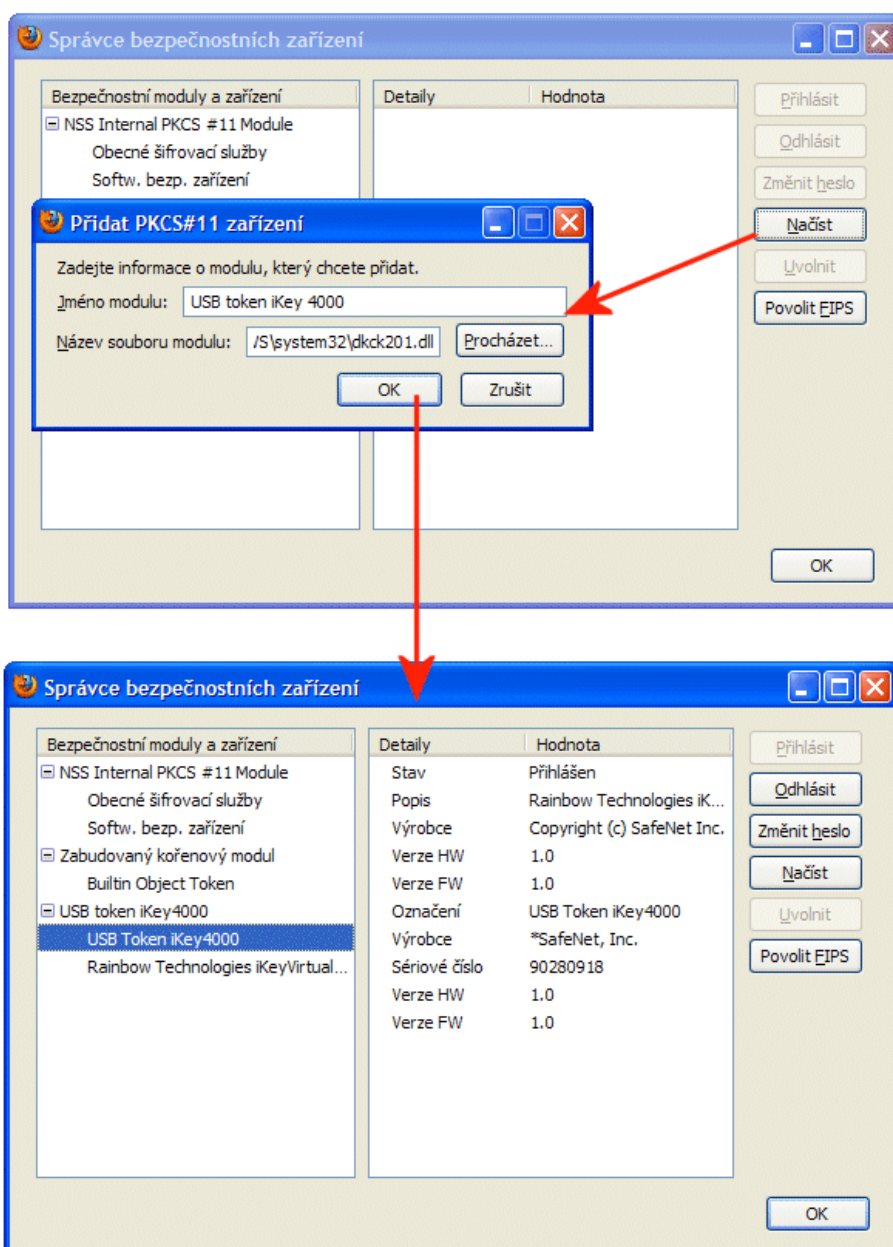 Správce bezpečnostních zařízení
Bezpečnostní moduly a zařízení Detaily Hodnota
NSS Internal PKCS #11 Module
Obecné šifrovací služby
Softw. bezp. zařízení
Přihlásit
Odhlásit
Změnit heslo
Načíst
Uvolnit
Povolit FIPS
Přidat PKCS#11 zařízení
Zadejte informace o modulu, který chcete přidat.
Jméno modulu: USB token iKey 4000
Název souboru modulu: /S\system32\dkck201.dll Procházet...
OK Zrušit
OK
Správce bezpečnostních zařízení
Bezpečnostní moduly a zařízení Detaily Hodnota
NSS Internal PKCS #11 Module Stav Přihlášen
Obecné šifrovací služby Popis Rainbow Technologies iK...
Softw. bezp. zařízení Výrobce Copyright (c) SafeNet Inc.
Zabudovaný kořenový modul Verze HW 1.0
Builtin Object Token Verze FW 1.0
USB token iKey4000 Označení USB Token iKey4000
USB Token iKey4000 Výrobce *SafeNet, Inc.
Rainbow Technologies iKeyVirtual... Sériové číslo 90280918
Verze HW 1.0
Verze FW 1.0
Přihlásit
Odhlásit
Změnit heslo
Načíst
Uvolnit
Povolit FIPS
OK